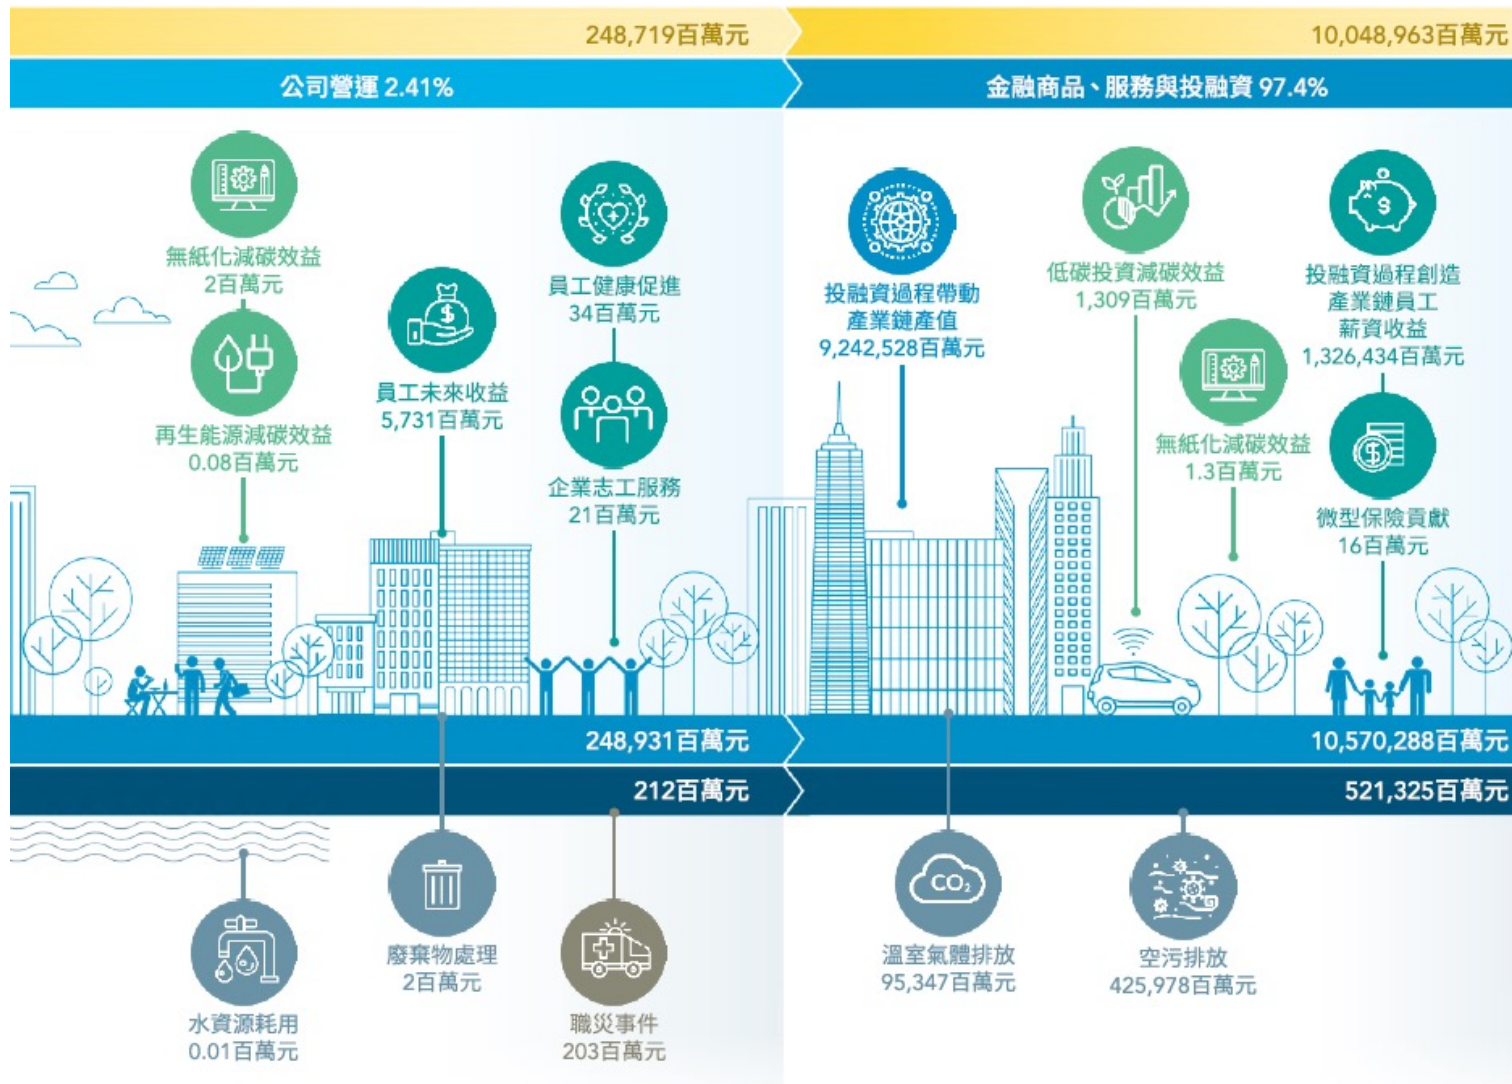 248,719百萬元
10,048,963百萬元
公司營運 2.41%
金融商品、服務與投融資 97.4%
無紙化減碳效益
2百萬元
再生能源減碳效益
0.08百萬元
員工未來收益
5,731百萬元
員工健康促進
34百萬元
企業志工服務
21百萬元
投融資過程帶動
產業鏈產值
9,242,528百萬元
低碳投資減碳效益
1,309百萬元
無紙化減碳效益
1.3百萬元
投融資過程創造
產業鏈員工
薪資收益
1,326,434百萬元
微型保險貢獻
16百萬元
248,931百萬元
10,570,288百萬元
212百萬元
521,325百萬元
水資源耗用
0.01百萬元
廢棄物處理
2百萬元
職災事件
203百萬元
CO₂
溫室氣體排放
95,347百萬元
空污排放
425,978百萬元